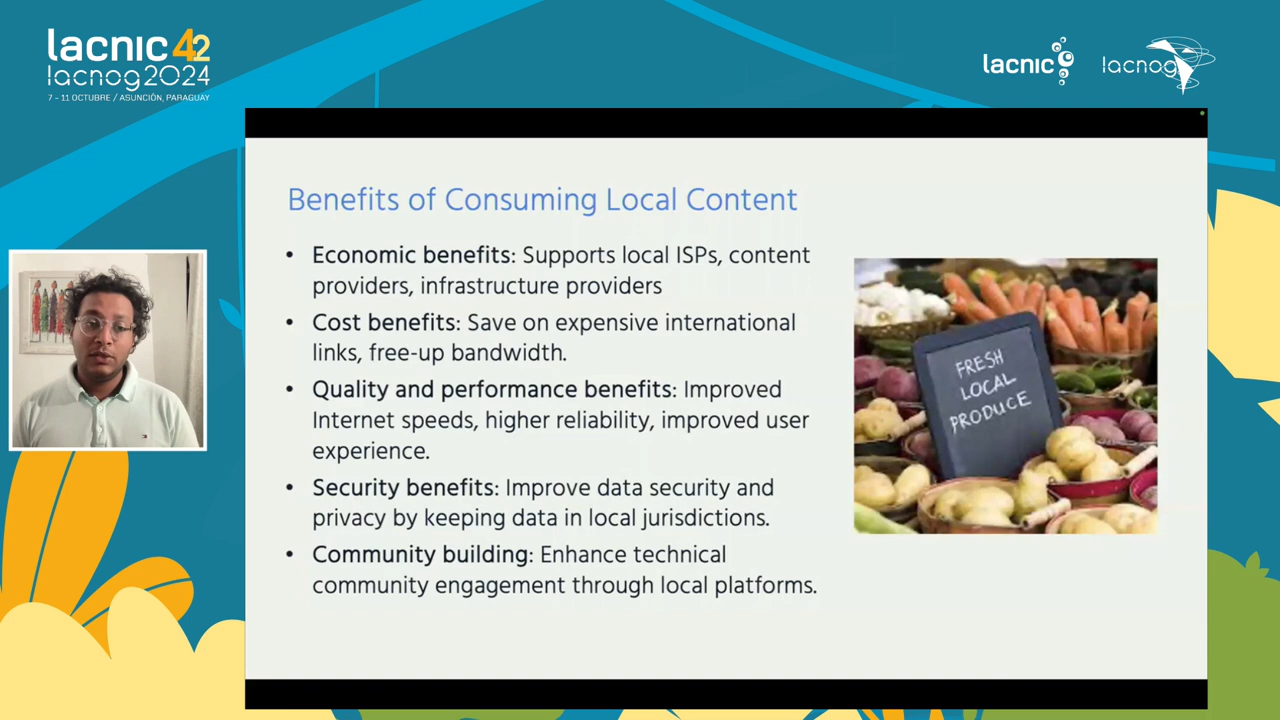 lacnic 42
lacnog2024
7 - 11 OCTUBRE / ASUNCIÓN, PARAGUAY
lacnic
lacnog
Benefits of Consuming Local Content
• Economic benefits: Supports local ISPs, content
providers, infrastructure providers
• Cost benefits: Save on expensive international
links, free-up bandwidth.
• Quality and performance benefits: Improved
Internet speeds, higher reliability, improved user
experience.
• Security benefits: Improve data security and
privacy by keeping data in local jurisdictions.
• Community building: Enhance technical
community engagement through local platforms.
FRESH
LOCAL
PRODUCE